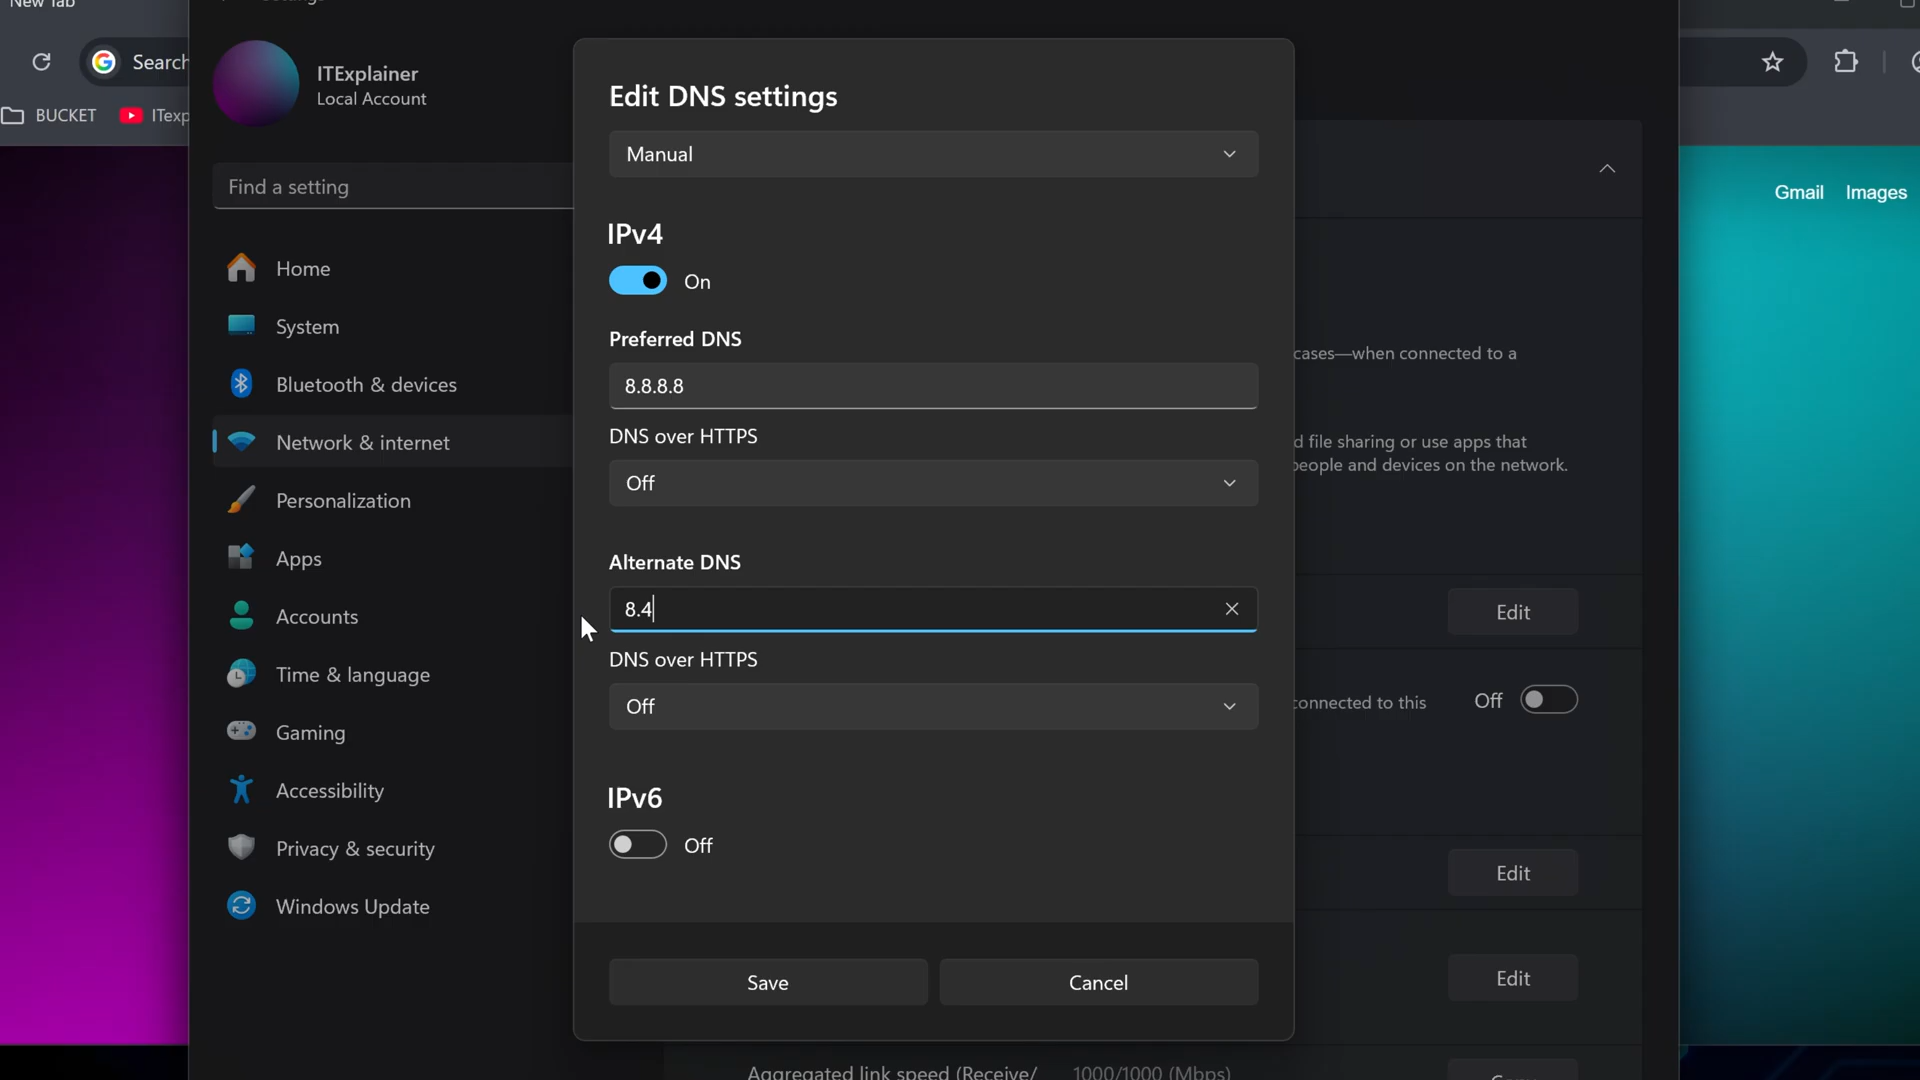 New Tab
Search
BUCKET
ITexp
Gmail
Images
ITExplainer
Local Account
Find a setting
Home
System
Bluetooth & devices
Network & internet
Personalization
Apps
Accounts
Time & language
Gaming
Accessibility
Privacy & security
Windows Update
Edit DNS settings
Manual
IPv4
On
Preferred DNS
8.8.8.8
DNS over HTTPS
Off
Alternate DNS
8.4
DNS over HTTPS
Off
IPv6
Off
Save
Cancel
cases—when connected to a
d file sharing or use apps that
people and devices on the network.
Edit
connected to this
Off
Edit
Edit
Aggregated link speed (Receive/
1000/1000 (Mbps)